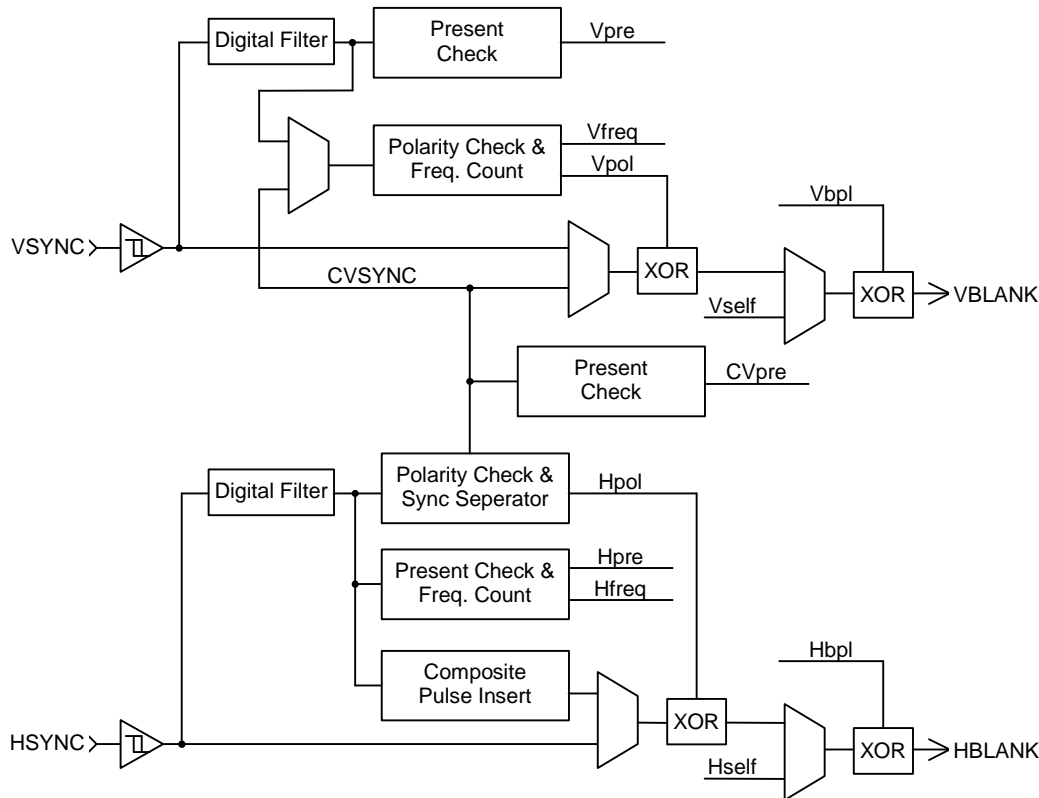 Digital Filter
Present
Check
Vpre
Polarity Check &
Freq. Count
Vfreq
Vpol
Vbpl
VSYNC
CVSYNC
XOR
Vself
XOR
VBLANK
Present
Check
CVpre
Digital Filter
Polarity Check &
Sync Seperator
Hpol
Present Check &
Freq. Count
Hpre
Hfreq
Composite
Pulse Insert
Hbpl
HSYNC
XOR
Hself
XOR
HBLANK